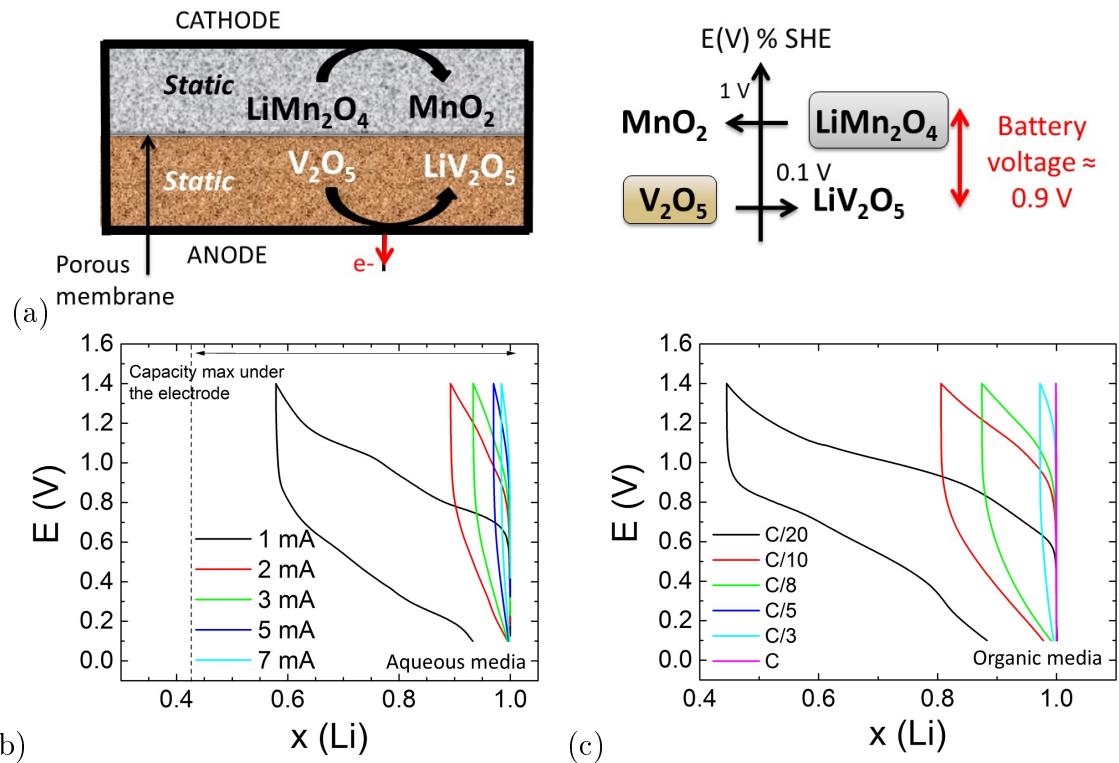 CATHODE
Static
LiMn2O4 MnO2
V2O5 LiV2O5
Static
ANODE
e-
Porous
membrane
(a)
E(V) % SHE
1 V
MnO2 LiMn2O4
Battery
voltage ≈
0.9 V
0.1 V
V2O5 LiV2O5
1.6
1.4
1.2
1.0
0.8
0.6
0.4
0.2
0.0
E (V)
Capacity max under
the electrode
1 mA
2 mA
3 mA
5 mA
7 mA
Aqueous media
0.4 0.6 0.8 1.0
x (Li)
b)
1.6
1.4
1.2
1.0
0.8
0.6
0.4
0.2
0.0
E (V)
C/20
C/10
C/8
C/5
C/3
C
Organic media
0.4 0.6 0.8 1.0
x (Li)
(c)